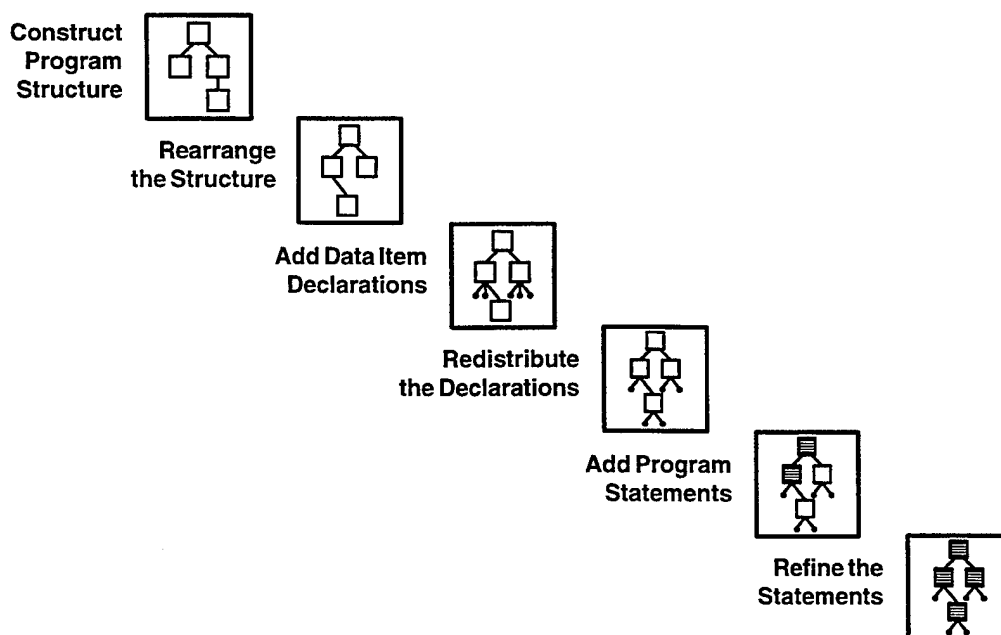 Construct
Program
Structure
Rearrange
the Structure
Add Data Item
Declarations
Redistribute
the Declarations
Add Program
Statements
Refine the
Statements